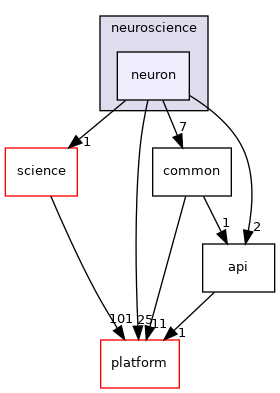 neuroscience
neuron
7
1
science
common
1
2
api
101
25
11
1
platform